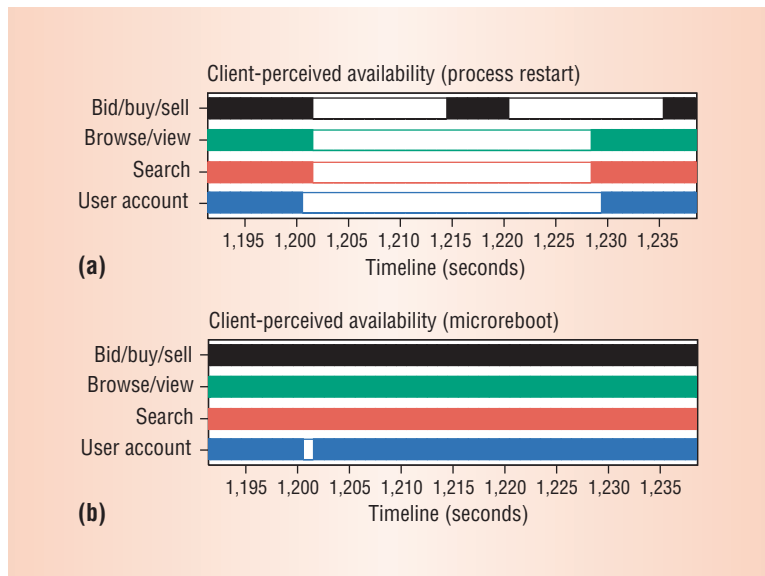 Client-perceived availability (process restart)
Bid/buy/sell
Browse/view
Search
User account
1,195 1,200 1,205 1,210 1,215 1,220 1,225 1,230 1,235
Timeline (seconds)
(a)
Client-perceived availability (microreboot)
Bid/buy/sell
Browse/view
Search
User account
1,195 1,200 1,205 1,210 1,215 1,220 1,225 1,230 1,235
Timeline (seconds)
(b)